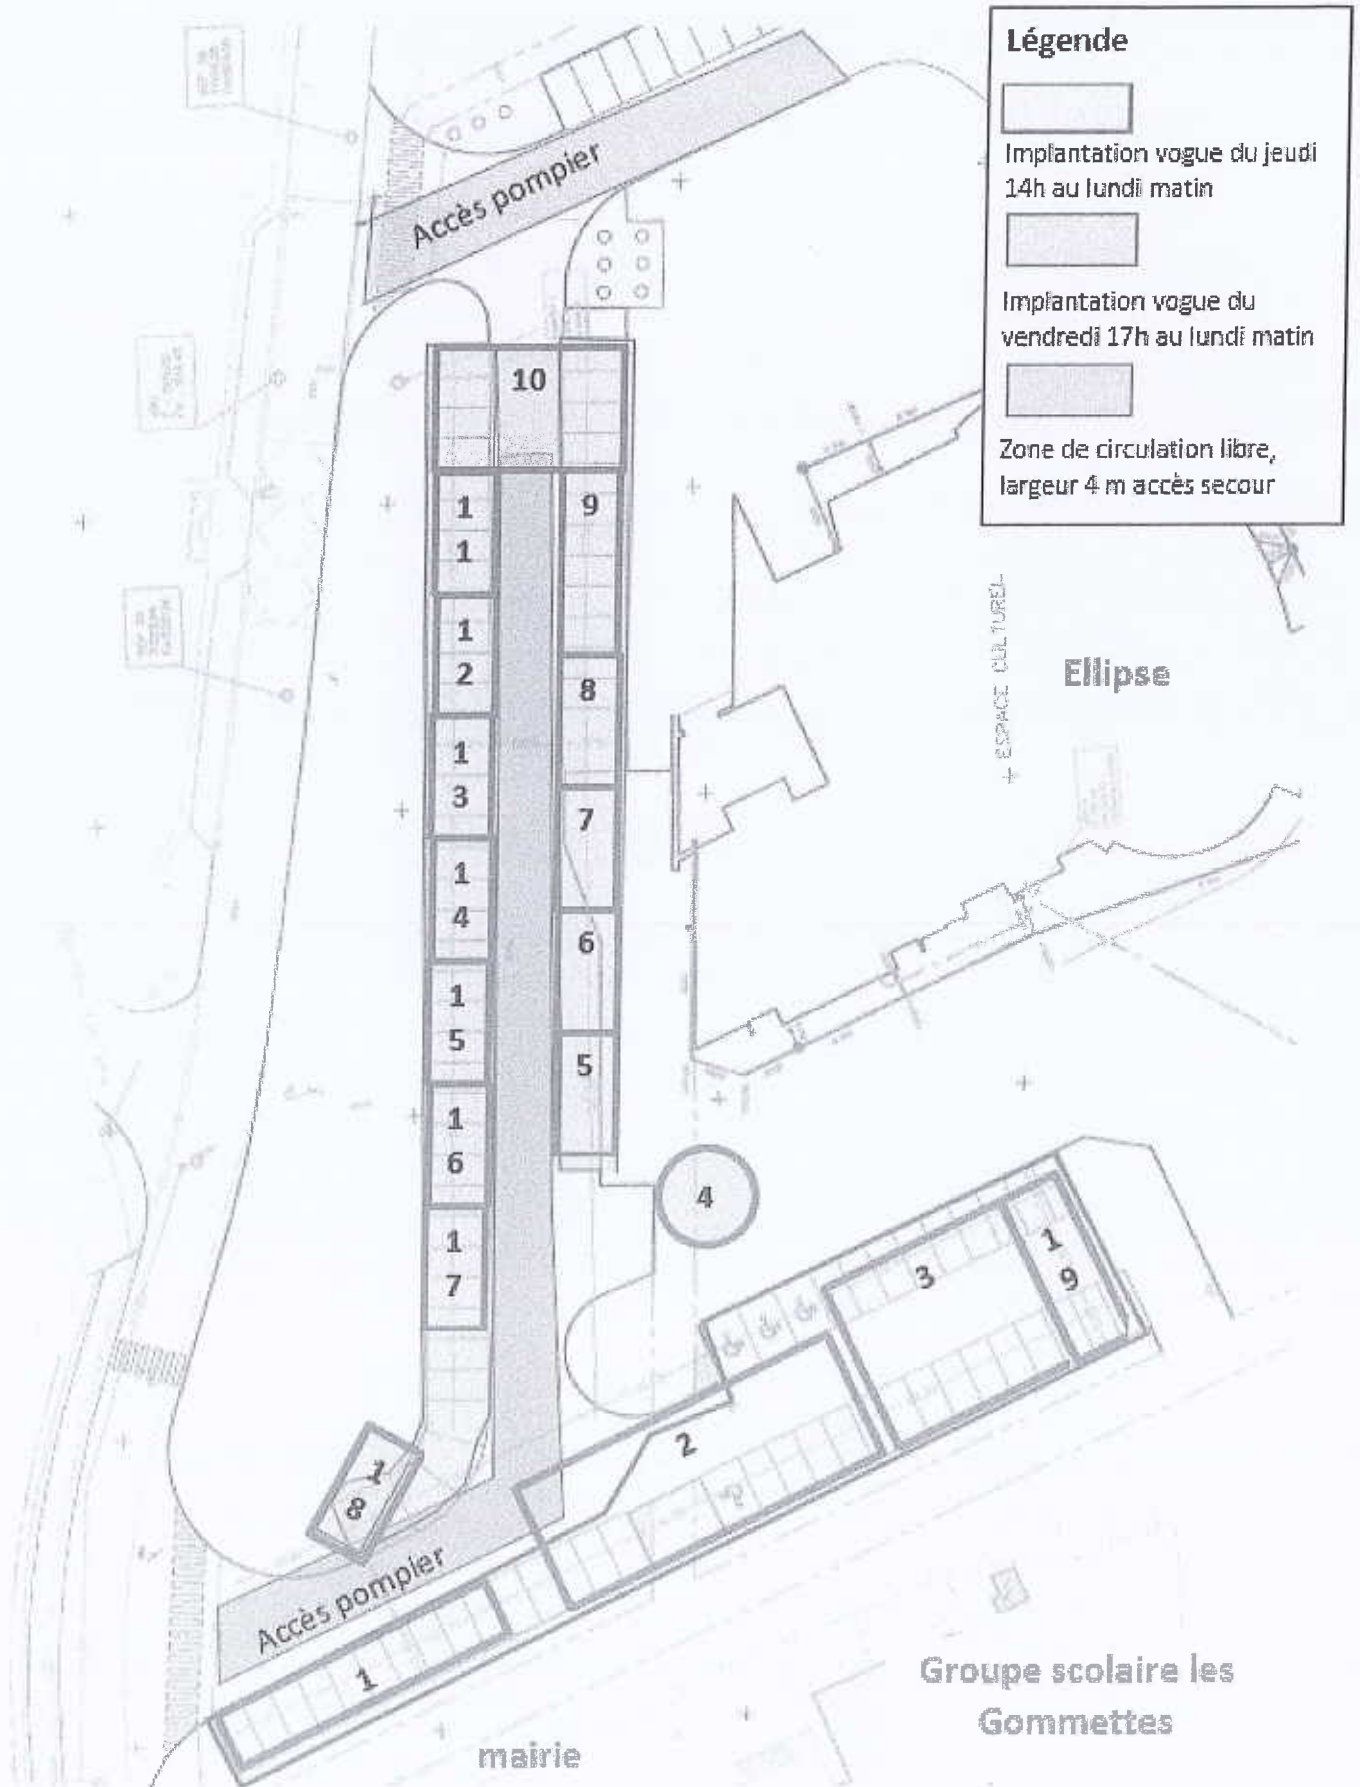 Légende
Implantation vogue du jeudi
14h au lundi matin
Implantation vogue du
vendredi 17h au lundi matin
Zone de circulation libre,
largeur 4 m accès secour
Accès pompier
10
1
1
9
1
2
8
1
3
7
1
4
6
1
5
5
1
6
4
1
7
3
1
9
2
1
8
Accès pompier
1
+ ESPACE CULTUREL
Ellipse
Groupe scolaire les
Gommettes
mairie